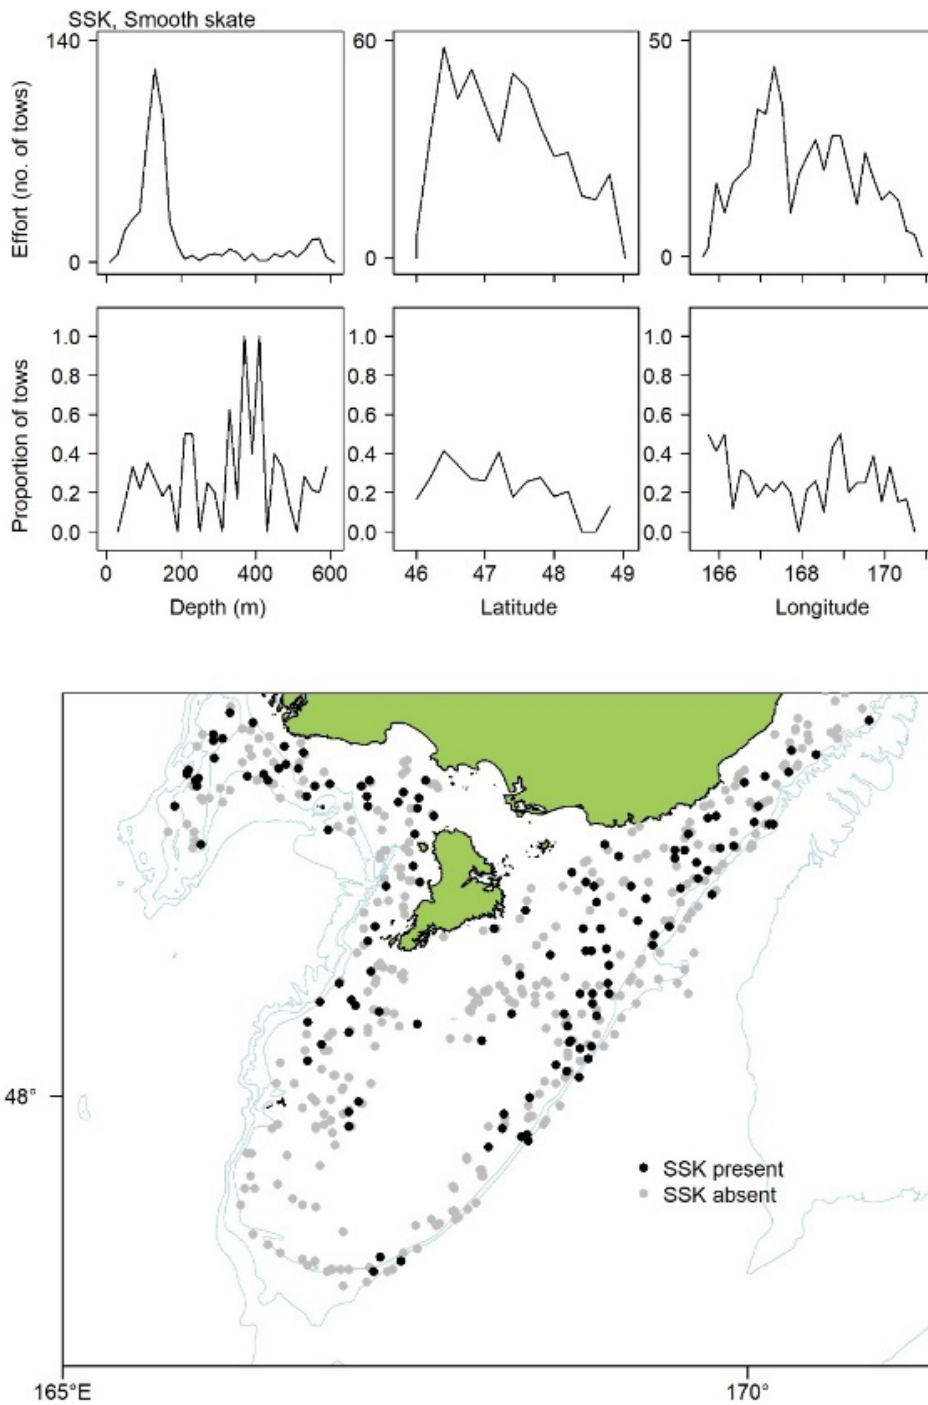 SSK, Smooth skate
Effort (no. of tows)
140
0
60
0
50
0
Proportion of tows
1.0
0.8
0.6
0.4
0.2
0.0
1.0
0.8
0.6
0.4
0.2
0.0
1.0
0.8
0.6
0.4
0.2
0.0
0 200 400 600
46 47 48 49
166 168 170
Depth (m) Latitude Longitude
48°
SSK present
SSK absent
165°E 170°